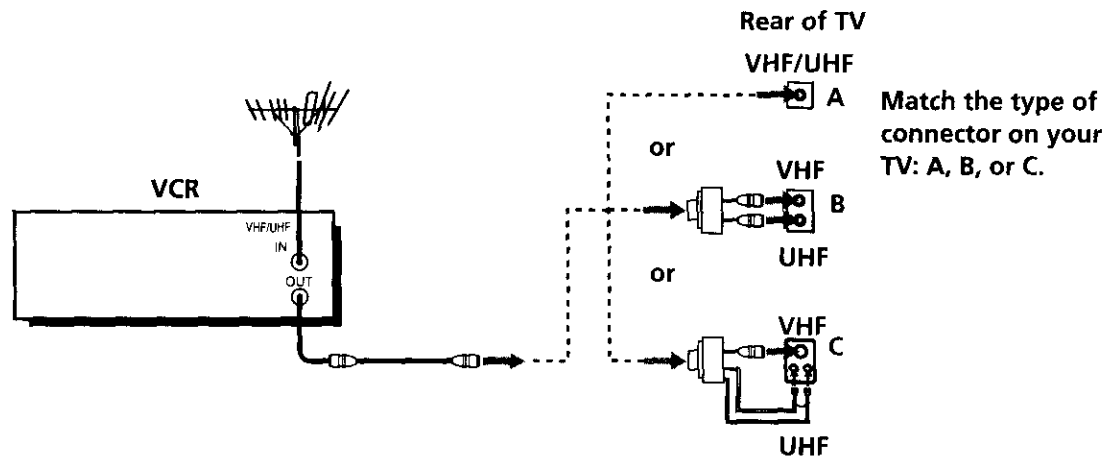 Rear of TV
VHF/UHF
A
Match the type of
connector on your
TV: A, B, or C.
or
VHF
B
UHF
or
VHF
C
UHF
VCR
VHF/UHF
IN
OUT